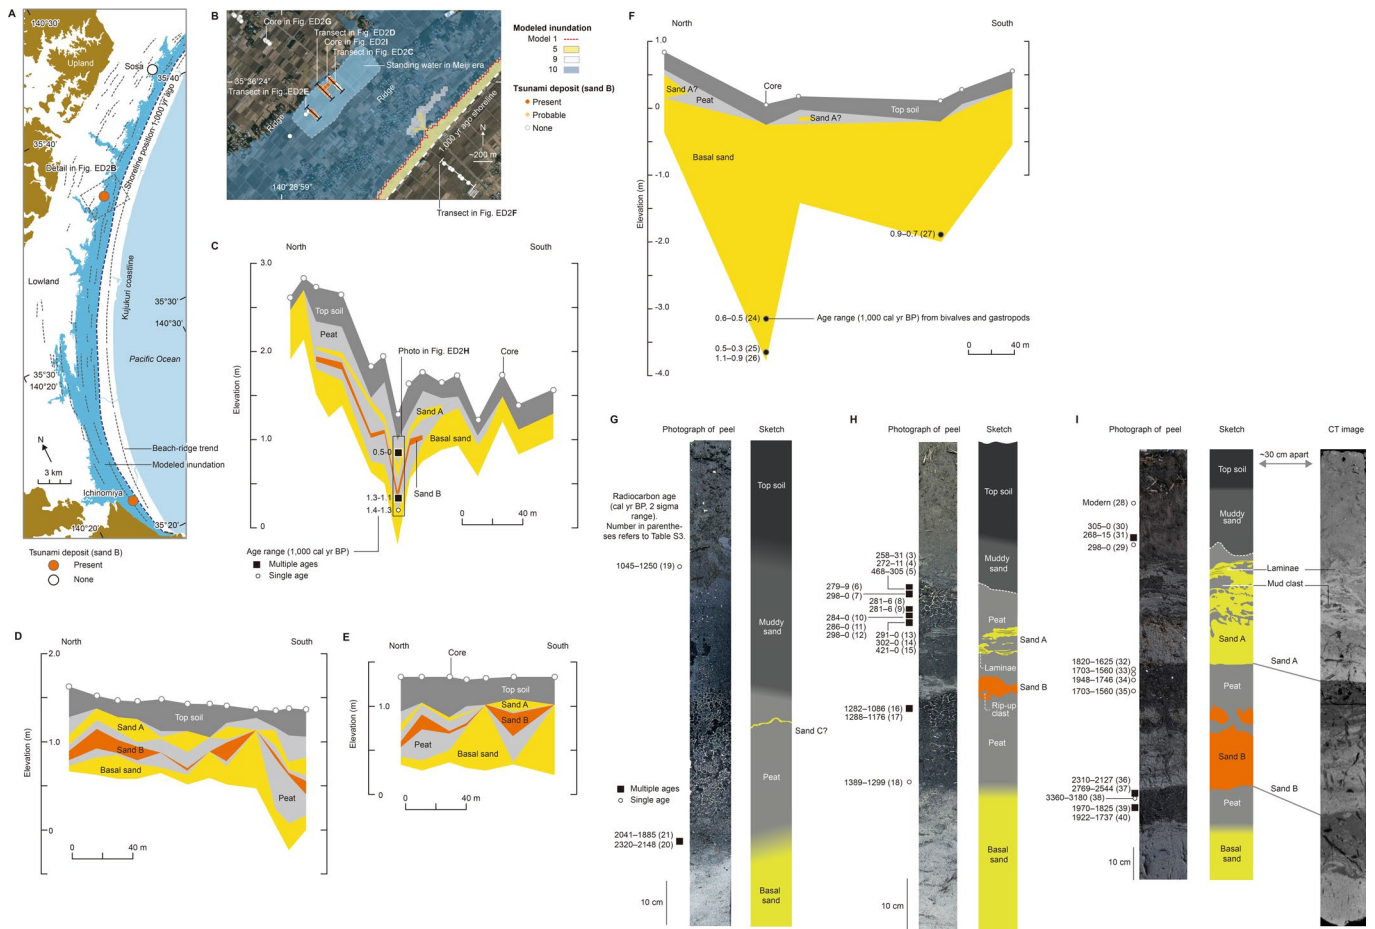 A
140°30'
Upland
Sosa
35°40'
35°40'
Shoreline position 1,000 yr ago
Detail in Fig. ED2B
Kujukuri coastline
Lowland
35°30'
140°30'
Pacific Ocean
35°30'
140°20'
N
3 km
Beach-ridge trend
Modeled inundation
Ichinomiya
140°20'
35°20'
Tsunami deposit (sand B)
Present
None
B
Core in Fig. ED2G
Transect in Fig. ED2D
Core in Fig. ED2I
Transect in Fig. ED2C
Standing water in Meiji era
35°36'24"
Transect in Fig. ED2E
Ridge
Ridge
1,000 yr ago shoreline
N
~200 m
140°28'59"
Transect in Fig. ED2F
Modeled inundation
Model 1
5
9
10
Tsunami deposit (sand B)
Present
Probable
None
C
North
South
3.0
2.0
1.0
0
Elevation (m)
Top soil
Peat
Photo in Fig. ED2H
Core
Sand A
Basal sand
0.5-0
Sand B
1.3-1.1
1.4-1.3
0 40 m
Age range (1,000 cal yr BP)
Multiple ages
Single age
D
North
South
2.0
1.0
0
Elevation (m)
Top soil
Sand A
Sand B
Basal sand
Peat
0 40 m
E
North
South
Core
1.0
0
Elevation (m)
Top soil
Sand A
Sand B
Peat
Basal sand
0 40 m
F
North
South
1.0
0
-1.0
-2.0
-3.0
-4.0
Elevation (m)
Core
Sand A?
Peat
Top soil
Sand A?
Basal sand
0.9–0.7 (27)
0.6–0.5 (24)
Age range (1,000 cal yr BP) from bivalves and gastropods
0.5–0.3 (25)
1.1–0.9 (26)
0 40 m
G
Photograph of peel
Sketch
Radiocarbon age
(cal yr BP, 2 sigma
range).
Number in parenthe-
ses refers to Table S3.
1045–1250 (19)
Top soil
Muddy
sand
Sand C?
Peat
Multiple ages
Single age
2041–1885 (21)
2320–2148 (20)
Basal
sand
10 cm
H
Photograph of peel
Sketch
Top soil
258–31 (3)
272–11 (4)
468–305 (5)
279–9 (6)
298–0 (7)
281–6 (8)
281–6 (9)
284–0 (10)
286–0 (11)
298–0 (12)
291–0 (13)
302–0 (14)
421–0 (15)
1282–1086 (16)
1288–1176 (17)
1389–1299 (18)
Muddy
sand
Peat
Sand A
Laminae
Sand B
Rip-up
clast
Peat
Basal
sand
10 cm
I
Photograph of peel
Sketch
CT image
~30 cm apart
Top soil
Modern (28)
305–0 (30)
268–15 (31)
298–0 (29)
Muddy
sand
Laminae
Mud clast
Sand A
1820–1625 (32)
1703–1560 (33)
1948–1746 (34)
1703–1560 (35)
Sand A
Peat
Sand B
2310–2127 (36)
2769–2544 (37)
3360–3180 (38)
1970–1825 (39)
1922–1737 (40)
Sand B
Peat
Basal
sand
10 cm